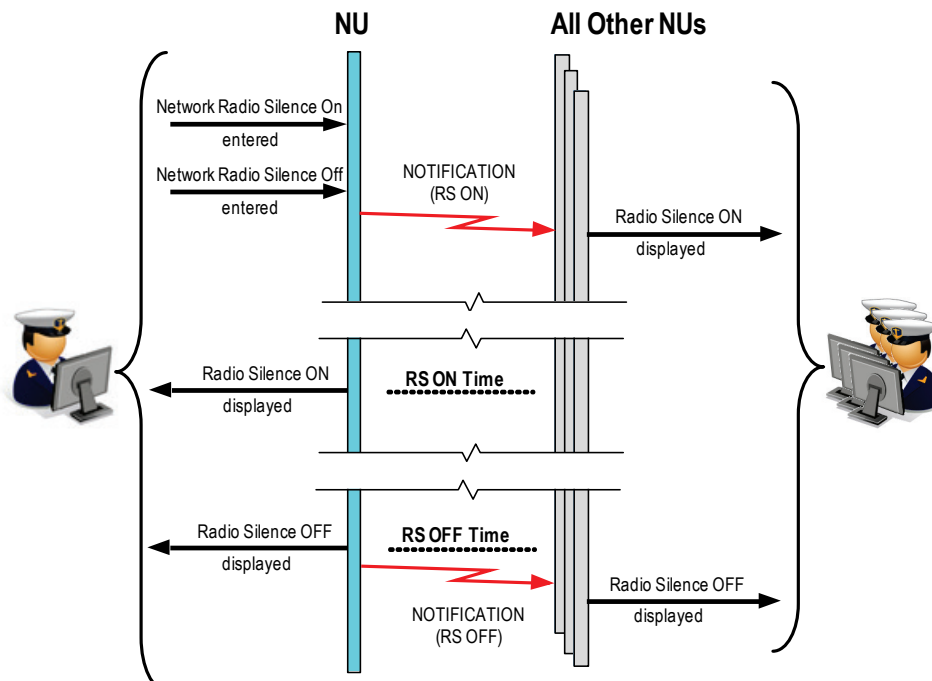 NU
All Other NUs
Network Radio Silence On
entered
Network Radio Silence Off
entered
NOTIFICATION
(RS ON)
Radio Silence ON
displayed
Radio Silence ON
displayed
RS ON Time
Radio Silence OFF
displayed
RS OFF Time
NOTIFICATION
(RS OFF)
Radio Silence OFF
displayed